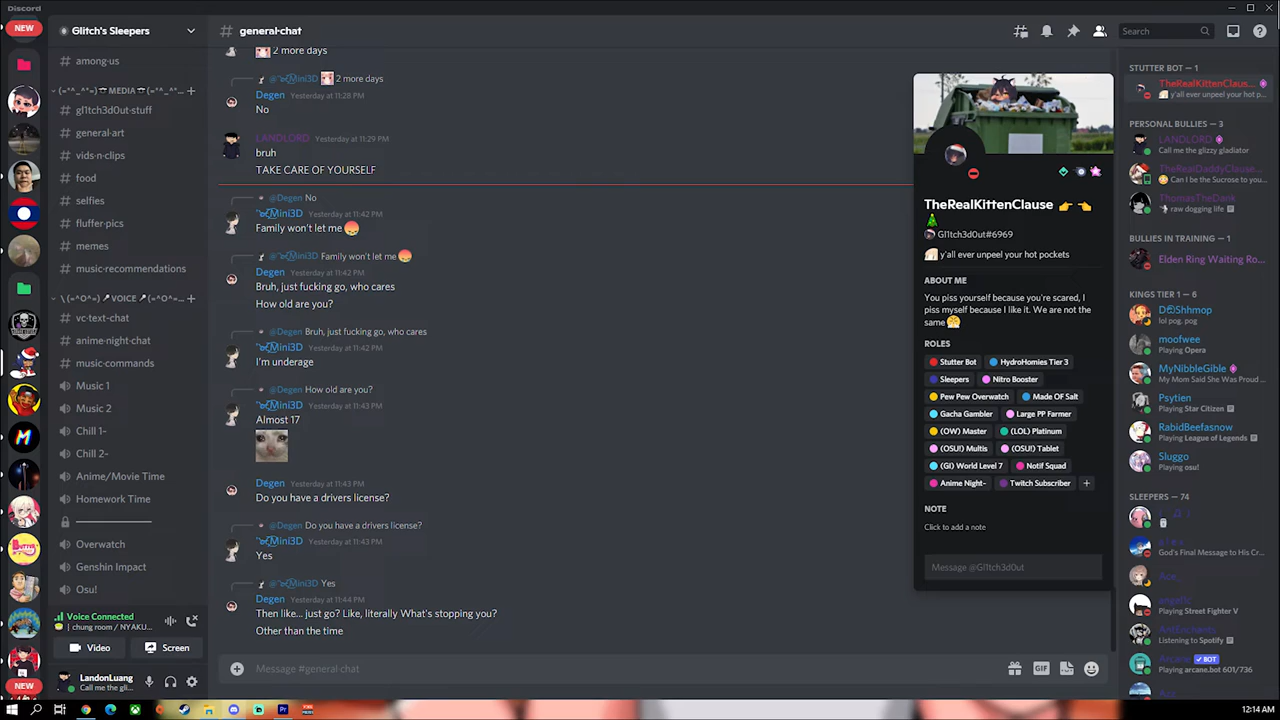 Discord
NEW
Glitch's Sleepers
among-us
(="^_^"=) MEDIA (="^_^"=)
gl1tch3d0ut-stuff
general-art
vids-n-clips
food
selfies
fluffer-pics
memes
music-recommendations
\(="O"=) VOICE (="O"=)
vc-text-chat
anime-night-chat
music-commands
Music 1
Music 2
Chill 1-
Chill 2-
Anime/Movie Time
Homework Time
Overwatch
Genshin Impact
Osu!
Voice Connected
chung room / NYAKU...
Video
Screen
NEW
LandonLuang
Call me the gli...
# general-chat
Search
2 more days
Mini3D 2 more days
Degen Yesterday at 11:28 PM
No
LANDLORD Yesterday at 11:29 PM
bruh
TAKE CARE OF YOURSELF
@Degen No
Mini3D Yesterday at 11:42 PM
Family won't let me
Mini3D Family won't let me
Degen Yesterday at 11:42 PM
Bruh, just fucking go, who cares
How old are you?
@Degen Bruh, just fucking go, who cares
Mini3D Yesterday at 11:42 PM
I'm underage
@Degen How old are you?
Mini3D Yesterday at 11:43 PM
Almost 17
Degen Yesterday at 11:43 PM
Do you have a drivers license?
@Degen Do you have a drivers license?
Mini3D Yesterday at 11:43 PM
Yes
Mini3D Yes
Degen Yesterday at 11:44 PM
Then like... just go? Like, literally What's stopping you?
Other than the time
Message #general-chat
GIF
TheRealKittenClause
Gl1tch3d0ut#6969
y'all ever unpeel your hot pockets
ABOUT ME
You piss yourself because you're scared, I
piss myself because I like it. We are not the
same
ROLES
Stutter Bot HydroHomies Tier 3
Sleepers Nitro Booster
Pew Pew Overwatch Made OF Salt
Gacha Gambler Large PP Farmer
(OW) Master (LOL) Platinum
(OSU!) Multis (OSU!) Tablet
(GI) World Level 7 Notif Squad
Anime Night~ Twitch Subscriber +
NOTE
Click to add a note
Message @Gl1tch3d0ut
STUTTER BOT — 1
TheRealKittenClaus...
y'all ever unpeel your hot p...
PERSONAL BULLIES — 3
LANDLORD
Call me the glizzy gladiator
TheRealDaddyClause...
Can I be the Sucrose to you...
ThomasTheDank
raw dogging life
BULLIES IN TRAINING — 1
Elden Ring Waiting Ro...
KINGS TIER 1 — 6
Shhmop
lol pog. pog
moofwee
Playing Opera
MyNibbleGible
My Mom Said She Was Proud ...
Psytien
Playing Star Citizen
RabidBeefasnow
Playing League of Legends
Sluggo
Playing osu!
SLEEPERS — 74
God's Final Message to His Cr...
Ace
Playing Street Fighter V
Listening to Spotify
Arcane BOT
Playing arcane.bot 601/736
12:14 AM